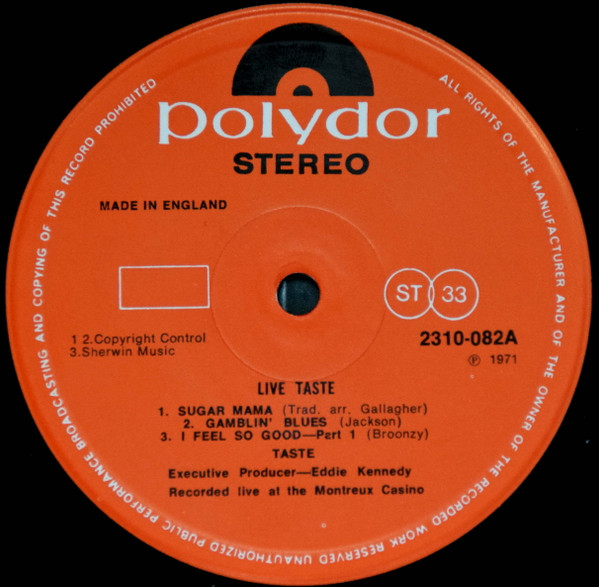 polydor
STEREO
MADE IN ENGLAND
ST 33
1 2.Copyright Control
3.Sherwin Music
2310-082A
℗ 1971
LIVE TASTE
1. SUGAR MAMA (Trad. arr. Gallagher)
2. GAMBLIN' BLUES (Jackson)
3. I FEEL SO GOOD—Part 1 (Broonzy)
TASTE
Executive Producer—Eddie Kennedy
Recorded live at the Montreux Casino
ALL RIGHTS OF THE MANUFACTURER AND OF THE OWNER OF THE RECORDED WORK RESERVED UNAUTHORIZED PUBLIC PERFORMANCE BROADCASTING AND COPYING OF THIS RECORD PROHIBITED